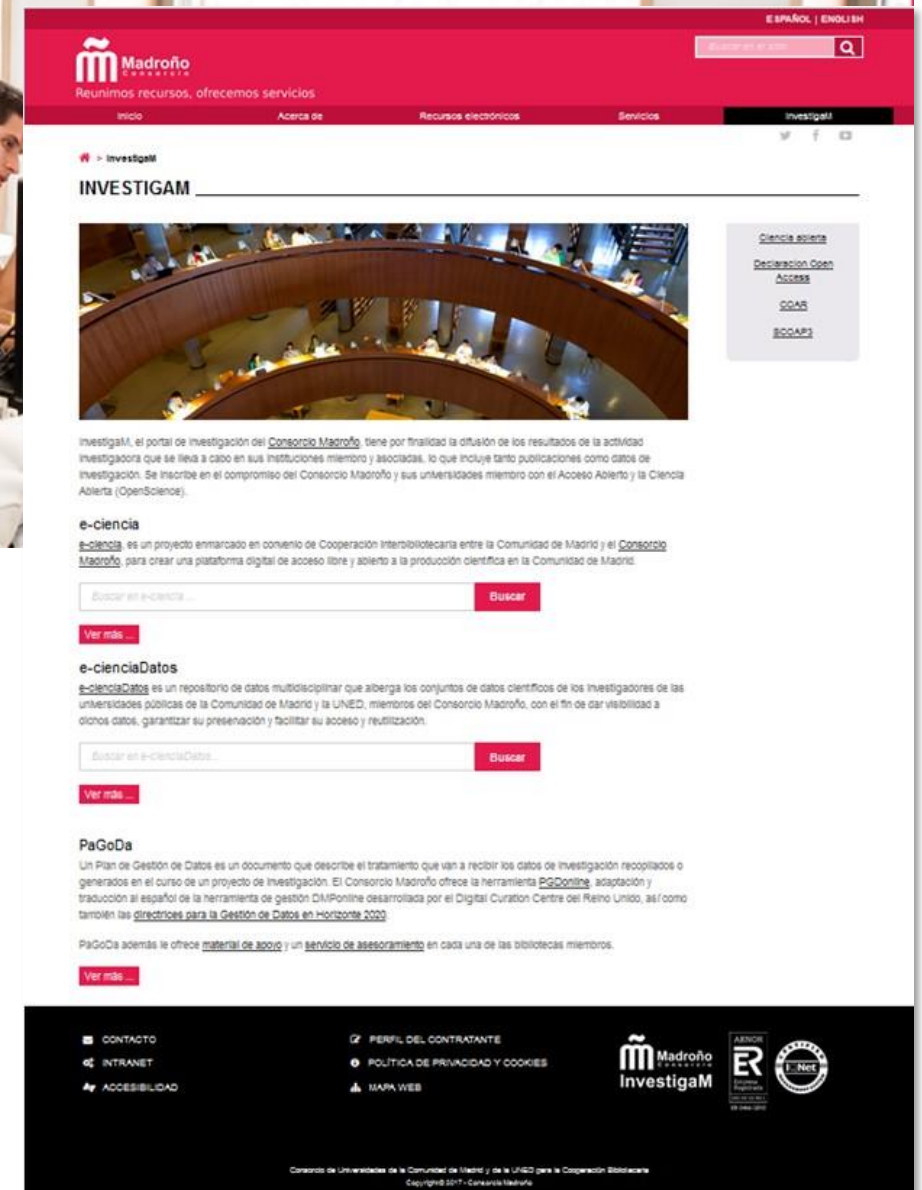 ESPAÑOL | ENGLISH
Madroño
Consorcio
Buscar en el sitio
Reunimos recursos, ofrecemos servicios
Inicio
Acerca de
Recursos electrónicos
Servicios
InvestigaM
> InvestigaM
INVESTIGAM
Ciencia abierta
Declaracion Open
Access
COAR
SCOAP3
InvestigaM, el portal de investigación del Consorcio Madroño, tiene por finalidad la difusión de los resultados de la actividad
investigadora que se lleva a cabo en sus instituciones miembro y asociadas, lo que incluye tanto publicaciones como datos de
investigación. Se inscribe en el compromiso del Consorcio Madroño y sus universidades miembro con el Acceso Abierto y la Ciencia
Abierta (OpenScience).
e-ciencia
e-ciencia, es un proyecto enmarcado en convenio de Cooperación Interbibliotecaria entre la Comunidad de Madrid y el Consorcio
Madroño, para crear una plataforma digital de acceso libre y abierto a la producción científica en la Comunidad de Madrid.
Buscar en e-ciencia ...
Buscar
Ver más ...
e-cienciaDatos
e-cienciaDatos es un repositorio de datos multidisciplinar que alberga los conjuntos de datos científicos de los investigadores de las
universidades públicas de la Comunidad de Madrid y la UNED, miembros del Consorcio Madroño, con el fin de dar visibilidad a
dichos datos, garantizar su preservación y facilitar su acceso y reutilización.
Buscar en e-cienciaDatos...
Buscar
Ver más ...
PaGoDa
Un Plan de Gestión de Datos es un documento que describe el tratamiento que van a recibir los datos de investigación recopilados o
generados en el curso de un proyecto de investigación. El Consorcio Madroño ofrece la herramienta PGDonline, adaptación y
traducción al español de la herramienta de gestión DMPonline desarrollada por el Digital Curation Centre del Reino Unido, así como
también las directrices para la Gestión de Datos en Horizonte 2020.
PaGoDa además le ofrece material de apoyo y un servicio de asesoramiento en cada una de las bibliotecas miembros.
Ver más ...
CONTACTO
INTRANET
ACCESIBILIDAD
PERFIL DEL CONTRATANTE
POLÍTICA DE PRIVACIDAD Y COOKIES
MAPA WEB
Madroño
Consorcio
InvestigaM
AENOR
ER
Empresa
Registrada
IQNet
Consorcio de Universidades de la Comunidad de Madrid y de la UNED para la Cooperación Bibliotecaria
Copyright© 2017 - Consorcio Madroño